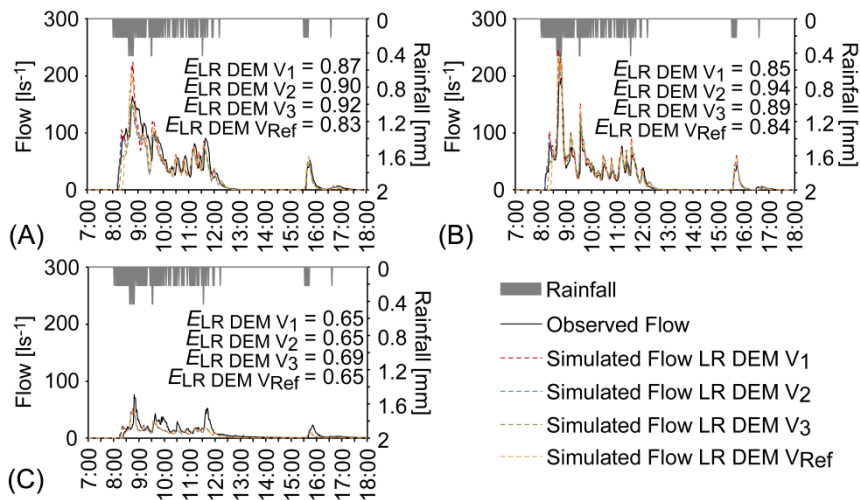 300
200
100
0
Flow [ls-1]
0
0.4
0.8
1.2
1.6
2
Rainfall [mm]
ELR DEM V1 = 0.87
ELR DEM V2 = 0.90
ELR DEM V3 = 0.92
ELR DEM VRef = 0.83
7:00 8:00 9:00 10:00 11:00 12:00 13:00 14:00 15:00 16:00 17:00 18:00
(A)
300
200
100
0
Flow [ls-1]
0
0.4
0.8
1.2
1.6
2
Rainfall [mm]
ELR DEM V1 = 0.85
ELR DEM V2 = 0.94
ELR DEM V3 = 0.89
ELR DEM VRef = 0.84
7:00 8:00 9:00 10:00 11:00 12:00 13:00 14:00 15:00 16:00 17:00 18:00
(B)
300
200
100
0
Flow [ls-1]
0
0.4
0.8
1.2
1.6
2
Rainfall [mm]
ELR DEM V1 = 0.65
ELR DEM V2 = 0.65
ELR DEM V3 = 0.69
ELR DEM VRef = 0.65
7:00 8:00 9:00 10:00 11:00 12:00 13:00 14:00 15:00 16:00 17:00 18:00
(C)
Rainfall
Observed Flow
Simulated Flow LR DEM V1
Simulated Flow LR DEM V2
Simulated Flow LR DEM V3
Simulated Flow LR DEM VRef